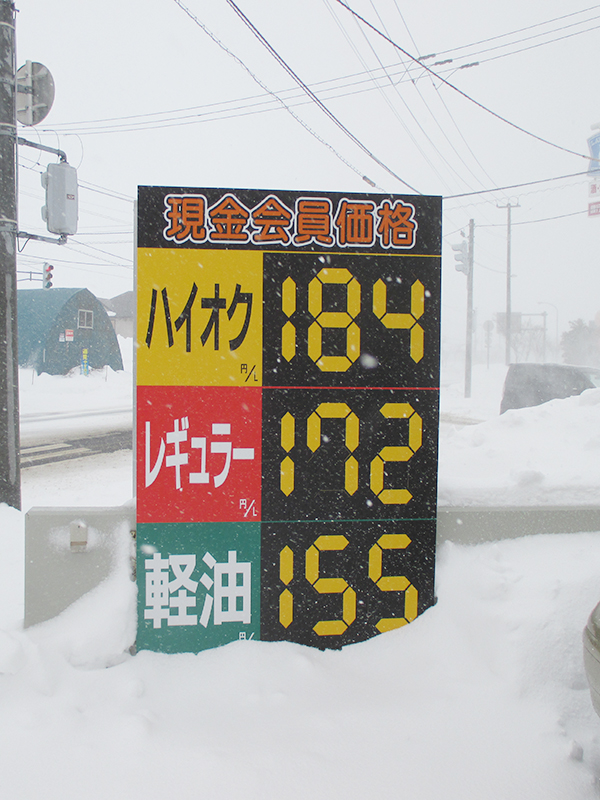 現金会員価格
ハイオク 184
円/L
レギュラー 172
円/L
軽油 155
円/